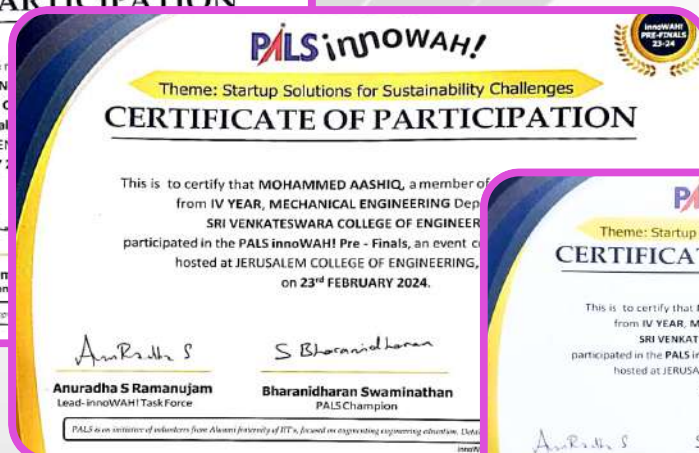 ARTICIPATION
PALS innOWAH!
innoWAH!
PRE-FINALS
23-24
Theme: Startup Solutions for Sustainability Challenges
CERTIFICATE OF PARTICIPATION
This is to certify that MOHAMMED AASHIQ, a member of
from IV YEAR, MECHANICAL ENGINEERING Dep
SRI VENKATESWARA COLLEGE OF ENGINEER
participated in the PALS innoWAH! Pre - Finals, an event c
hosted at JERUSALEM COLLEGE OF ENGINEERING,
on 23rd FEBRUARY 2024.
AnuRadha S
S Bharanidharan
Anuradha S Ramanujam
Lead- innoWAH! Task Force
Bharanidharan Swaminathan
PALS Champion
PALS is an initiative of volunteers from Alumni fraternity of IIT's, focused on augmenting engineering education.
Theme: Startup
CERTIFICA
This is to certify that
from IV YEAR, M
SRI VENKAT
participated in the PALS i
hosted at JERUSA
AnuRadha S